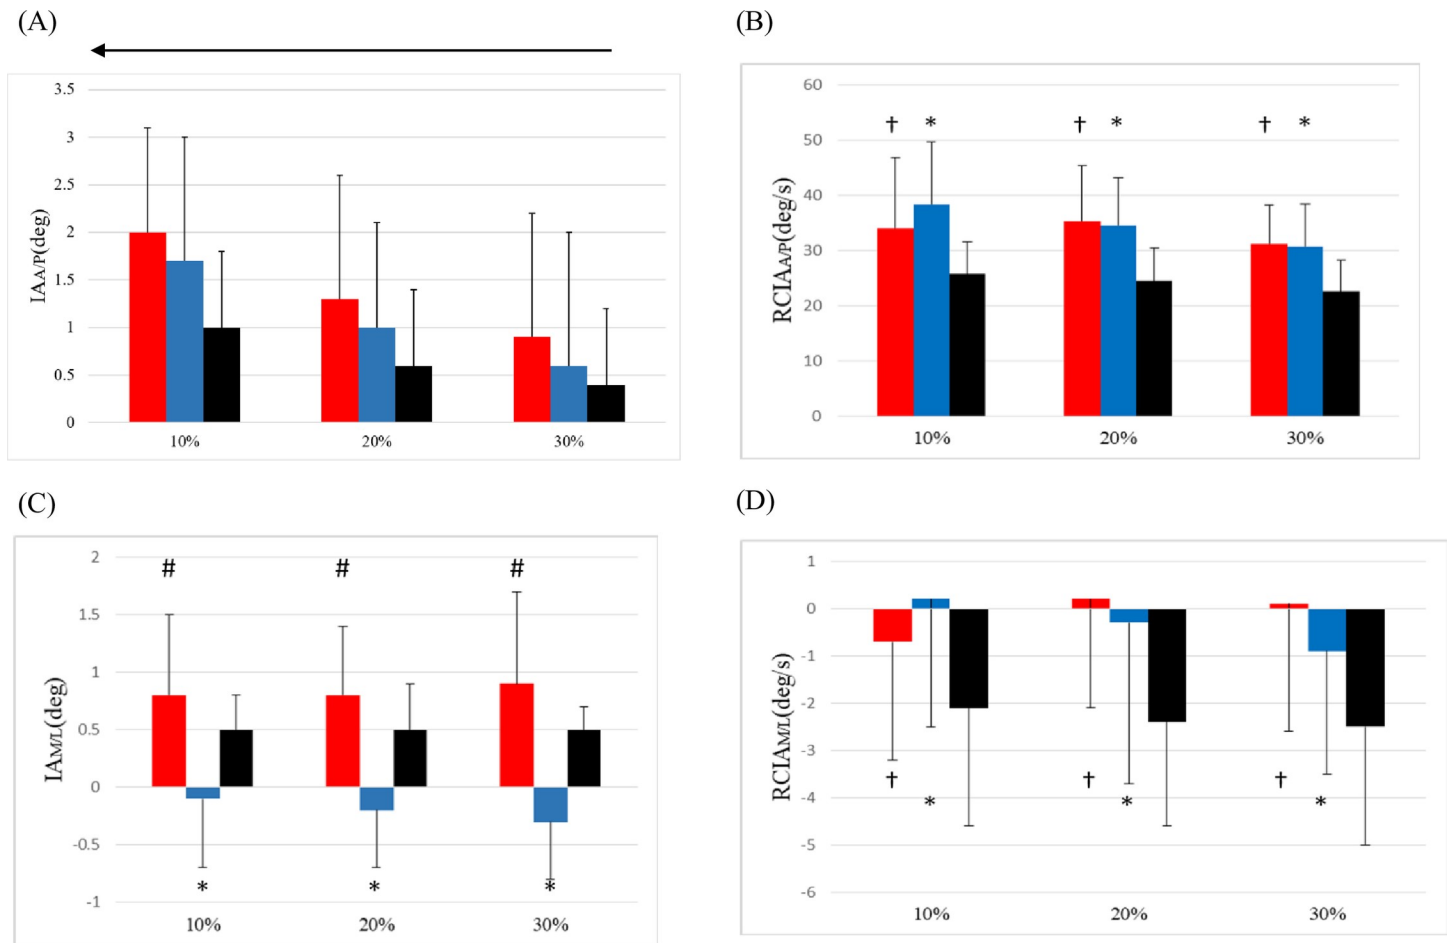 (A)
IAA/P(deg)
3.5
3
2.5
2
1.5
1
0.5
0
10% 20% 30%
(B)
RCIAA/P(deg/s)
60
50
40
30
20
10
0
† * † * † *
10% 20% 30%
(C)
IAM/L(deg)
2
1.5
1
0.5
0
-0.5
-1
# # #
* * *
10% 20% 30%
(D)
RCIAM/L(deg/s)
1
0
-1
-2
-3
-4
-5
-6
† * † * † *
10% 20% 30%